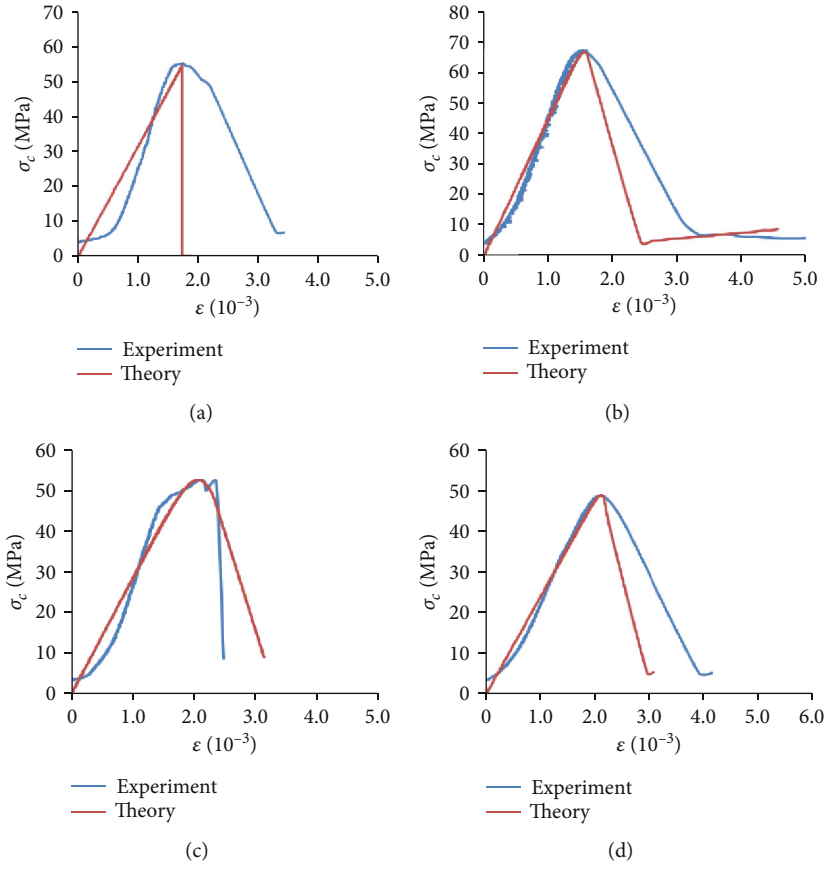 70
60
50
40
30
20
10
0
σc (MPa)
0 1.0 2.0 3.0 4.0 5.0
ε (10−3)
Experiment
Theory
(a)
80
70
60
50
40
30
20
10
0
σc (MPa)
0 1.0 2.0 3.0 4.0 5.0
ε (10−3)
Experiment
Theory
(b)
60
50
40
30
20
10
0
σc (MPa)
0 1.0 2.0 3.0 4.0 5.0
ε (10−3)
Experiment
Theory
(c)
60
50
40
30
20
10
0
σc (MPa)
0 1.0 2.0 3.0 4.0 5.0 6.0
ε (10−3)
Experiment
Theory
(d)